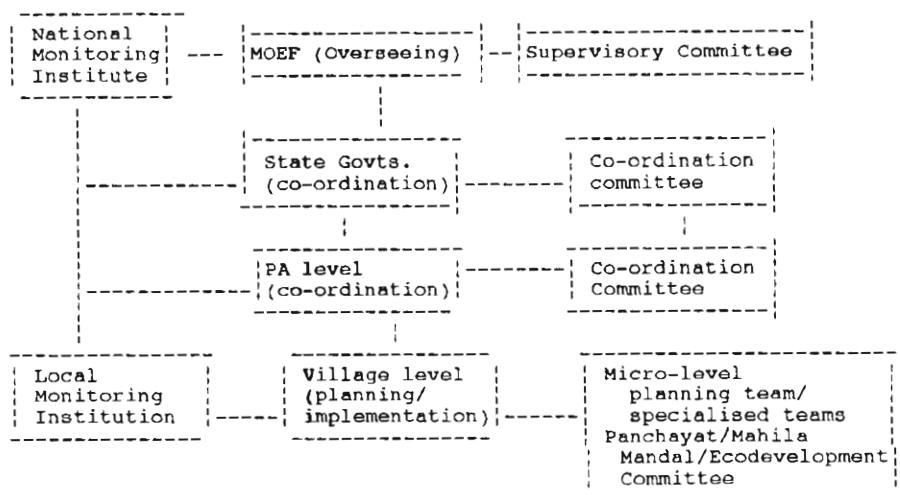 National
Monitoring
Institute
MOEF (Overseeing)
Supervisory Committee
State Govts.
(co-ordination)
Co-ordination
committee
PA level
(co-ordination)
Co-ordination
Committee
Local
Monitoring
Institution
Village level
(planning/
implementation)
Micro-level
planning team/
specialised teams
Panchayat/Mahila
Mandal/Ecodevelopment
Committee